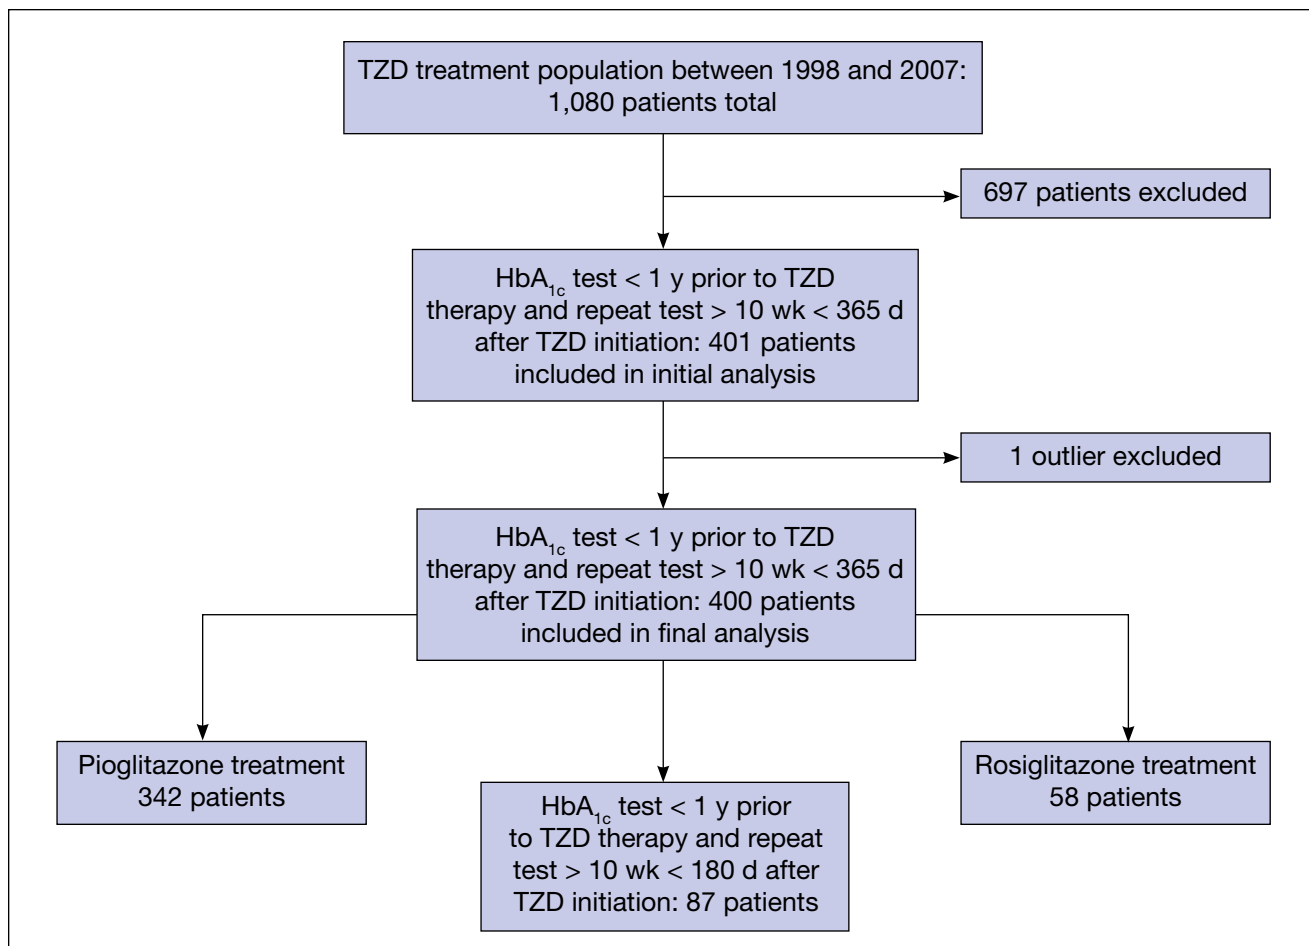 TZD treatment population between 1998 and 2007:
1,080 patients total
697 patients excluded
HbA1c test < 1 y prior to TZD
therapy and repeat test > 10 wk < 365 d
after TZD initiation: 401 patients
included in initial analysis
1 outlier excluded
HbA1c test < 1 y prior to TZD
therapy and repeat test > 10 wk < 365 d
after TZD initiation: 400 patients
included in final analysis
Pioglitazone treatment
342 patients
HbA1c test < 1 y prior
to TZD therapy and repeat
test > 10 wk < 180 d after
TZD initiation: 87 patients
Rosiglitazone treatment
58 patients